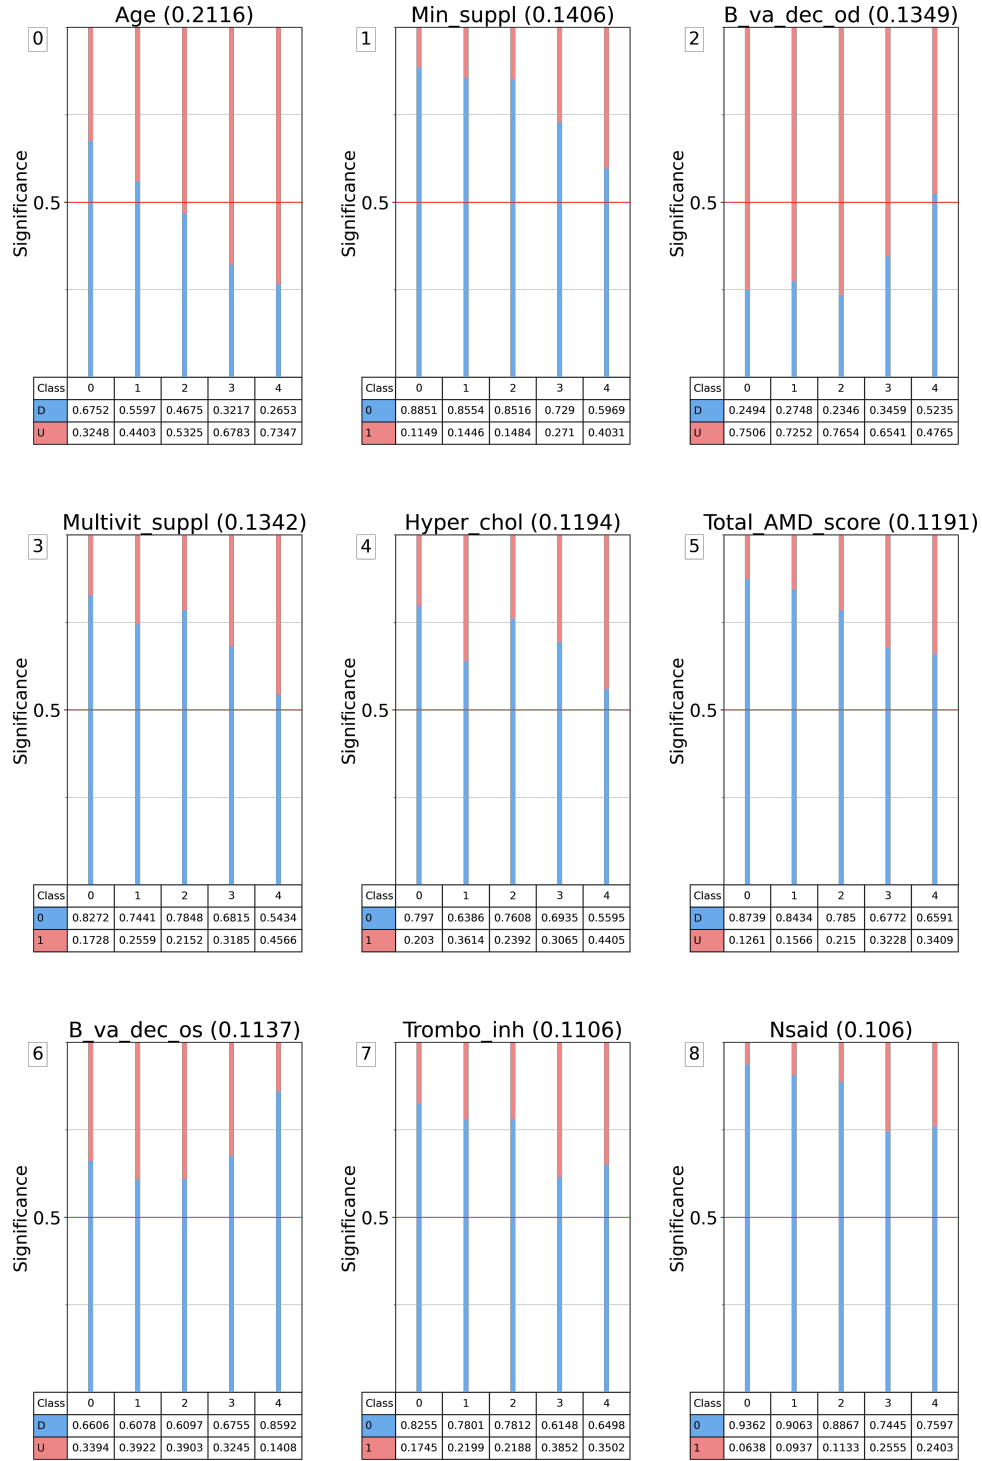 Age (0.2116)
0
Significance
0.5
Class 0 1 2 3 4
D 0.6752 0.5597 0.4675 0.3217 0.2653
U 0.3248 0.4403 0.5325 0.6783 0.7347
Min_suppl (0.1406)
1
Significance
0.5
Class 0 1 2 3 4
0 0.8851 0.8554 0.8516 0.729 0.5969
1 0.1149 0.1446 0.1484 0.271 0.4031
B_va_dec_od (0.1349)
2
Significance
0.5
Class 0 1 2 3 4
D 0.2494 0.2748 0.2346 0.3459 0.5235
U 0.7506 0.7252 0.7654 0.6541 0.4765
Multivit_suppl (0.1342)
3
Significance
0.5
Class 0 1 2 3 4
0 0.8272 0.7441 0.7848 0.6815 0.5434
1 0.1728 0.2559 0.2152 0.3185 0.4566
Hyper_chol (0.1194)
4
Significance
0.5
Class 0 1 2 3 4
0 0.797 0.6386 0.7608 0.6935 0.5595
1 0.203 0.3614 0.2392 0.3065 0.4405
Total_AMD_score (0.1191)
5
Significance
0.5
Class 0 1 2 3 4
D 0.8739 0.8434 0.785 0.6772 0.6591
U 0.1261 0.1566 0.215 0.3228 0.3409
B_va_dec_os (0.1137)
6
Significance
0.5
Class 0 1 2 3 4
D 0.6606 0.6078 0.6097 0.6755 0.8592
U 0.3394 0.3922 0.3903 0.3245 0.1408
Trombo_inh (0.1106)
7
Significance
0.5
Class 0 1 2 3 4
0 0.8255 0.7801 0.7812 0.6148 0.6498
1 0.1745 0.2199 0.2188 0.3852 0.3502
Nsaid (0.106)
8
Significance
0.5
Class 0 1 2 3 4
0 0.9362 0.9063 0.8867 0.7445 0.7597
1 0.0638 0.0937 0.1133 0.2555 0.2403